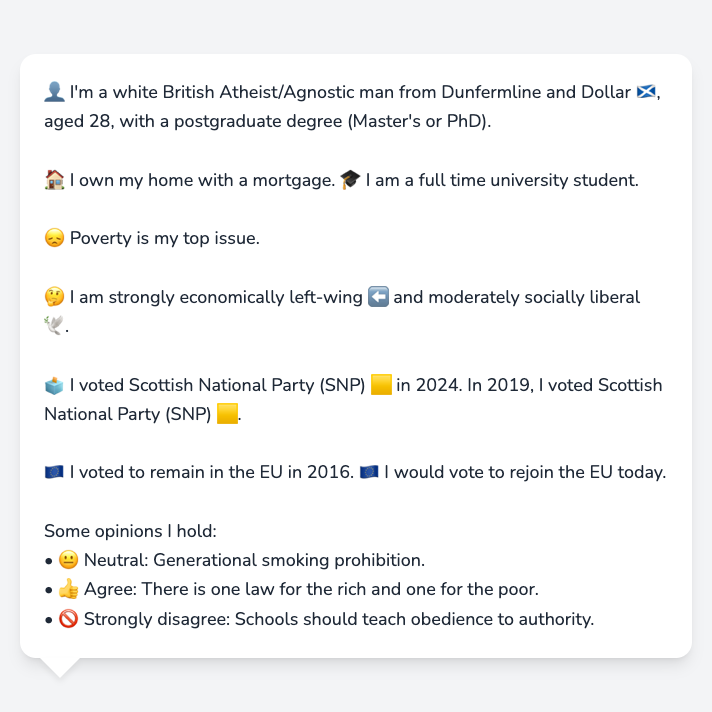 👤 I'm a white British Atheist/Agnostic man from Dunfermline and Dollar 🏴󠁧󠁢󠁳󠁣󠁴󠁿,
aged 28, with a postgraduate degree (Master's or PhD).
🏠 I own my home with a mortgage. 🎓 I am a full time university student.
😞 Poverty is my top issue.
🤔 I am strongly economically left-wing ⬅️ and moderately socially liberal
🕊️.
🗳️ I voted Scottish National Party (SNP) 🟨 in 2024. In 2019, I voted Scottish
National Party (SNP) 🟨.
🇪🇺 I voted to remain in the EU in 2016. 🇪🇺 I would vote to rejoin the EU today.
Some opinions I hold:
• 😐 Neutral: Generational smoking prohibition.
• 👍 Agree: There is one law for the rich and one for the poor.
• 🚫 Strongly disagree: Schools should teach obedience to authority.